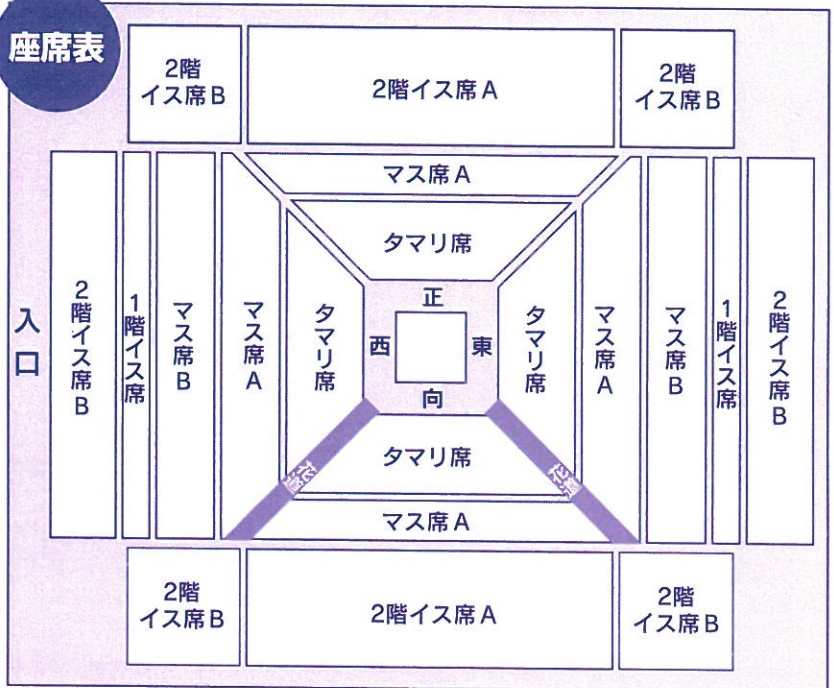 座席表
2階
イス席B
2階イス席A
2階
イス席B
マス席A
タマリ席
入口
2階イス席B
1階イス席
マス席B
マス席A
タマリ席
正
西
東
向
タマリ席
マス席A
マス席B
1階イス席
2階イス席B
タマリ席
花道
花道
マス席A
2階
イス席B
2階イス席A
2階
イス席B